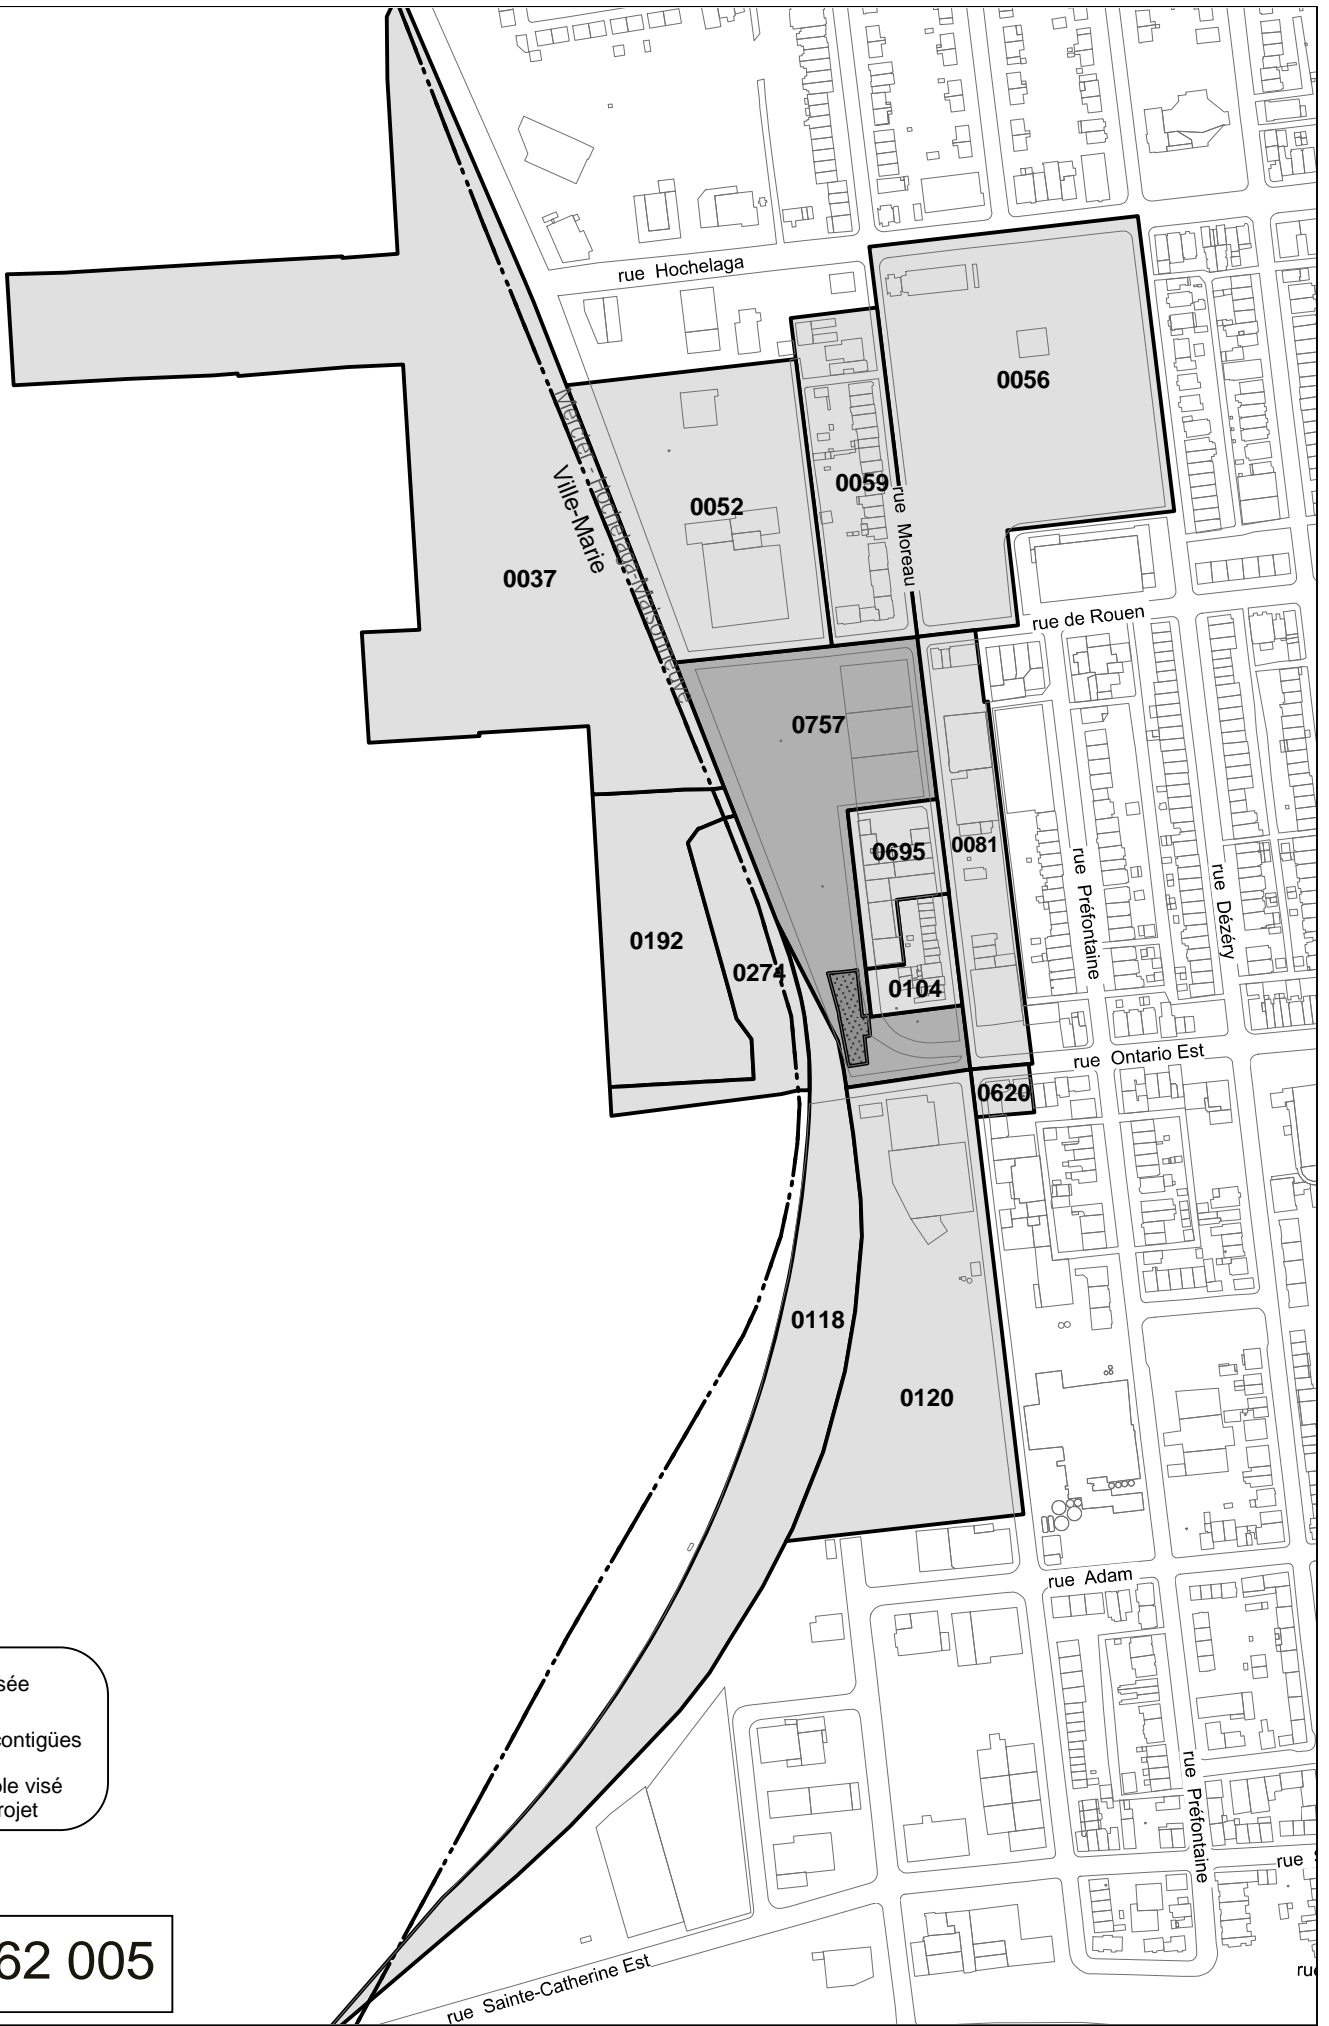 rue Hochelaga
0056
Mercier - Hochelaga-Maisonneuve
Ville-Marie
0059
0052
rue Moreau
0037
rue de Rouen
0757
0695
0081
rue Préfontaine
rue Dézéry
0192
0274
0104
rue Ontario Est
0620
0118
0120
rue Adam
sée
contigües
ble visé
rojet
rue Préfontaine
rue
62 005
rue Sainte-Catherine Est
rue